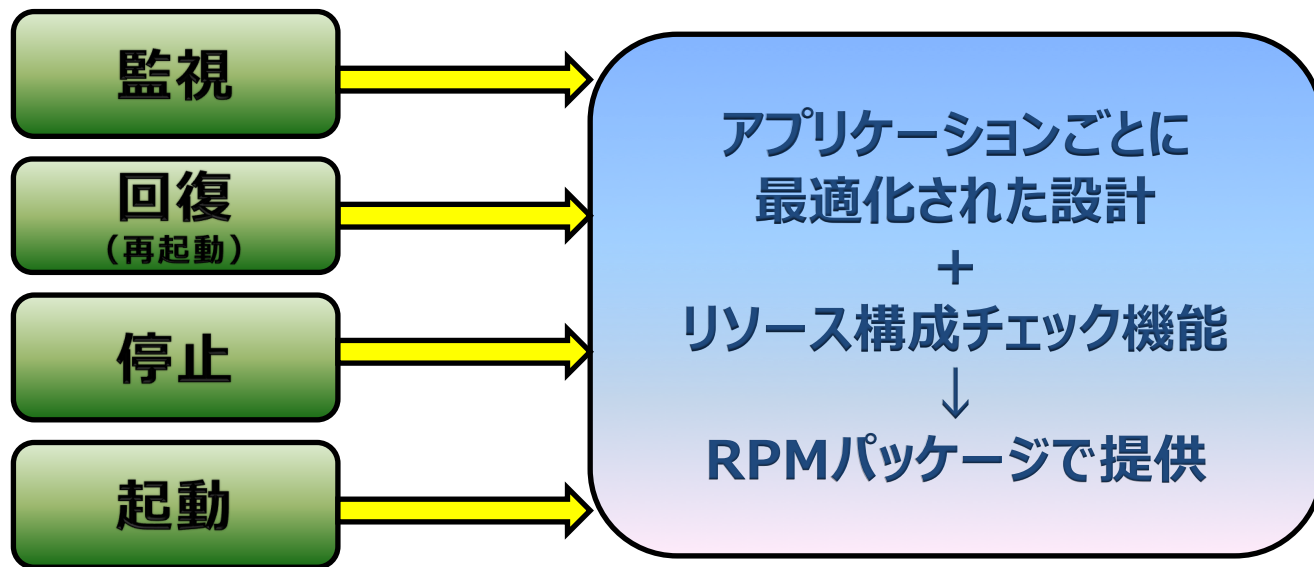 監視
回復
（再起動）
停止
起動
アプリケーションごとに
最適化された設計
+
リソース構成チェック機能
↓
RPMパッケージで提供